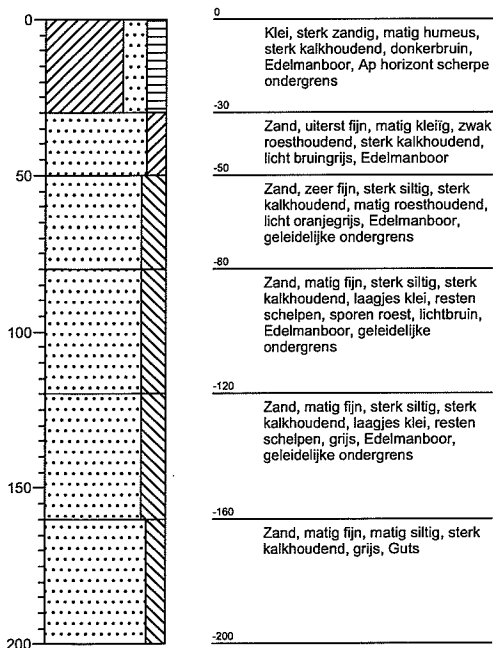 0
50
100
150
200
0
Klei, sterk zandig, matig humeus,
sterk kalkhoudend, donkerbruin,
Edelmanboor, Ap horizont scherpe
ondergrens
-30
Zand, uiterst fijn, matig kleiïg, zwak
roesthoudend, sterk kalkhoudend,
licht bruingrijs, Edelmanboor
-50
Zand, zeer fijn, sterk siltig, sterk
kalkhoudend, matig roesthoudend,
licht oranjegrijs, Edelmanboor,
geleidelijke ondergrens
-80
Zand, matig fijn, sterk siltig, sterk
kalkhoudend, laagjes klei, resten
schelpen, sporen roest, lichtbruin,
Edelmanboor, geleidelijke
ondergrens
-120
Zand, matig fijn, sterk siltig, sterk
kalkhoudend, laagjes klei, resten
schelpen, grijs, Edelmanboor,
geleidelijke ondergrens
-160
Zand, matig fijn, matig siltig, sterk
kalkhoudend, grijs, Guts
-200